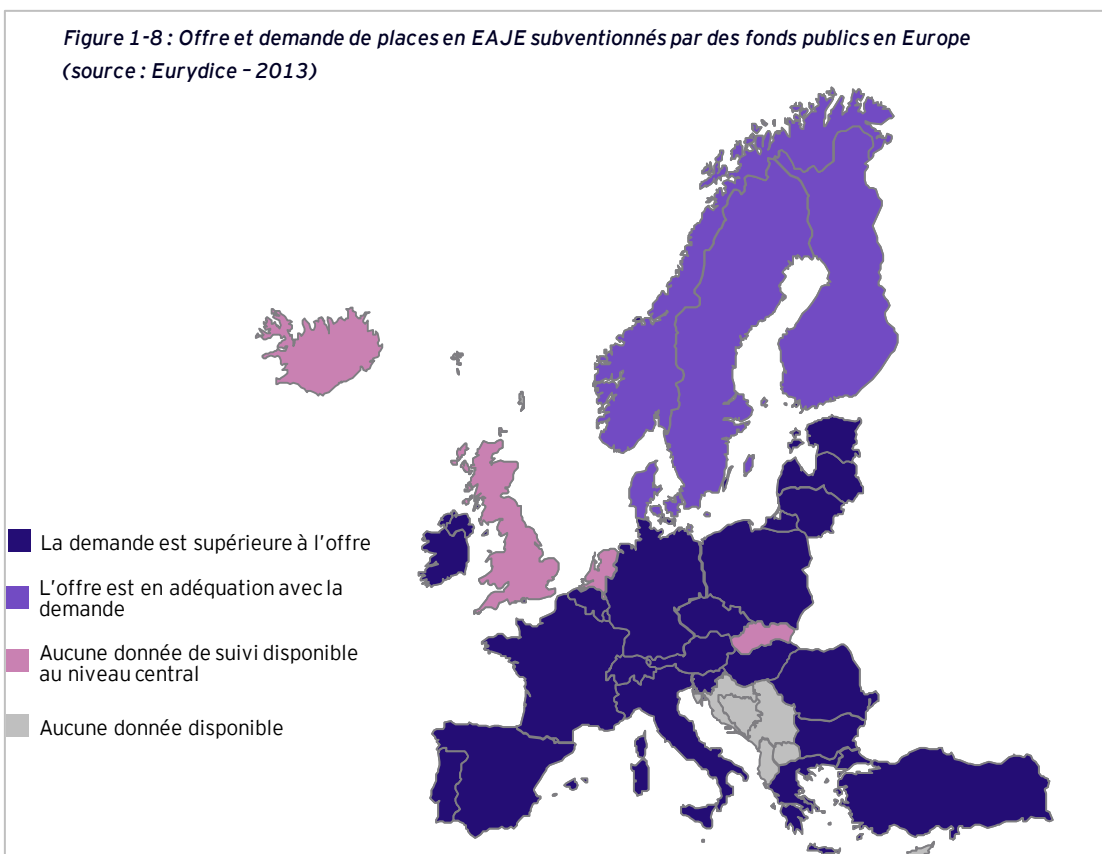 Figure 1-8 : Offre et demande de places en EAJE subventionnés par des fonds publics en Europe
(source : Eurydice – 2013)
La demande est supérieure à l'offre
L'offre est en adéquation avec la
demande
Aucune donnée de suivi disponible
au niveau central
Aucune donnée disponible